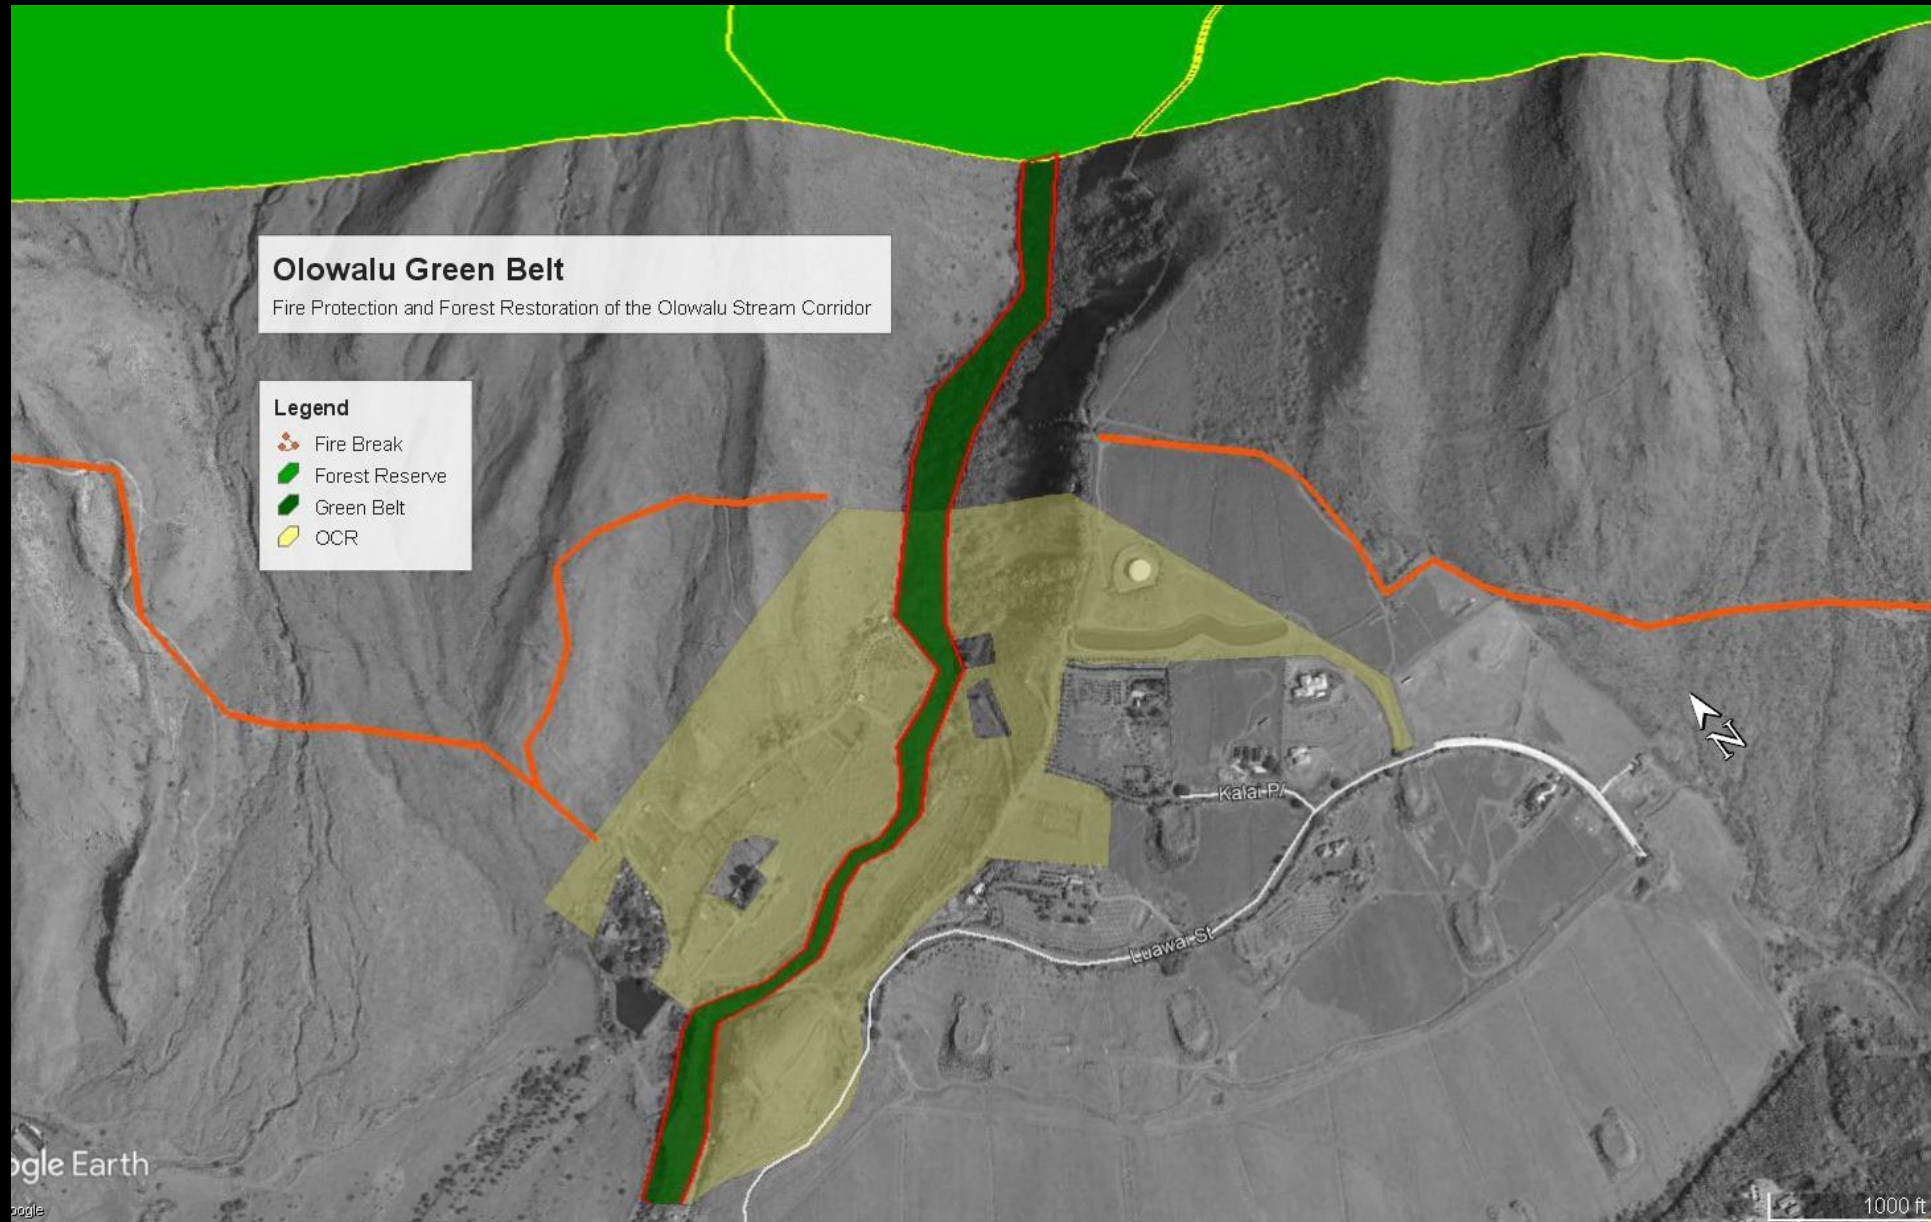 Olowalu Green Belt
Fire Protection and Forest Restoration of the Olowalu Stream Corridor
Legend
Fire Break
Forest Reserve
Green Belt
OCR
N
Kalai Pl
Luawai St
ogle Earth
oogle
1000 ft